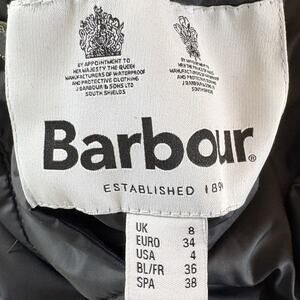 BY APPOINTMENT TO
HER MAJESTY THE QUEEN
MANUFACTURERS OF WATERPROOF
AND PROTECTIVE CLOTHING
J BARBOUR & SONS LTD
SOUTH SHIELDS
Barbour®
ESTABLISHED 189
UK 8
EURO 34
USA 4
BL/FR 36
SPA 38